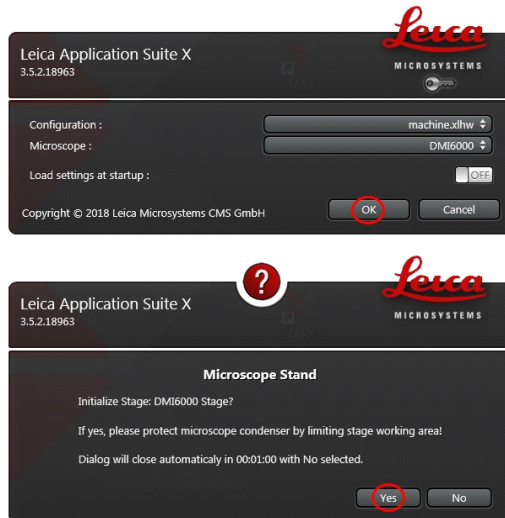 Leica
Leica Application Suite X
3.5.2.18963
MICROSYSTEMS
LAS X
Configuration :
machine.xlhw
Microscope :
DMI6000
Load settings at startup :
OFF
Copyright © 2018 Leica Microsystems CMS GmbH
OK
Cancel
?
Leica
Leica Application Suite X
3.5.2.18963
MICROSYSTEMS
LAS X
Microscope Stand
Initialize Stage: DMI6000 Stage?
If yes, please protect microscope condenser by limiting stage working area!
Dialog will close automaticaly in 00:01:00 with No selected.
Yes
No